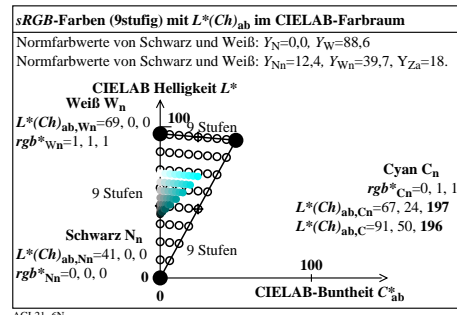 sRGB-Farben (9stufig) mit L*(Ch)ab im CIELAB-Farbraum
Normfarbwerte von Schwarz und Weiß: YN=0,0, YW=88,6
Normfarbwerte von Schwarz und Weiß: YNn=12,4, YWn=39,7, YZa=18.
CIELAB Helligkeit L*
Weiß Wn
100
9 Stufen
L*(Ch)ab,Wn=69, 0, 0
rgb*Wn=1, 1, 1
Cyan Cn
rgb*Cn=0, 1, 1
9 Stufen
L*(Ch)ab,Cn=67, 24, 197
L*(Ch)ab,C=91, 50, 196
Schwarz Nn
9 Stufen
L*(Ch)ab,Nn=41, 0, 0
100
rgb*Nn=0, 0, 0
0
0
CIELAB-Buntheit C*ab